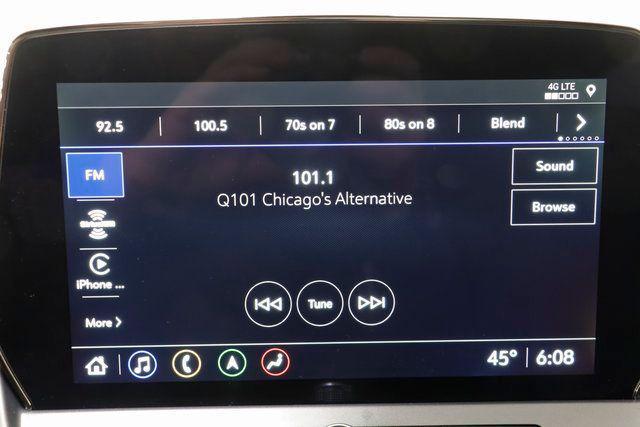 4G LTE
92.5 100.5 70s on 7 80s on 8 Blend
FM
101.1
Q101 Chicago's Alternative
Sound
Browse
iPhone ...
Tune
More
45° 6:08